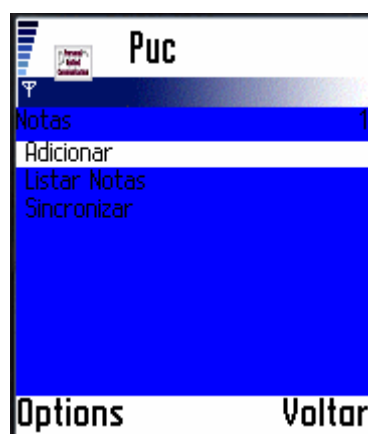 Puc
Notas 1
Adicionar
Listar Notas
Sincronizar
Options Voltar